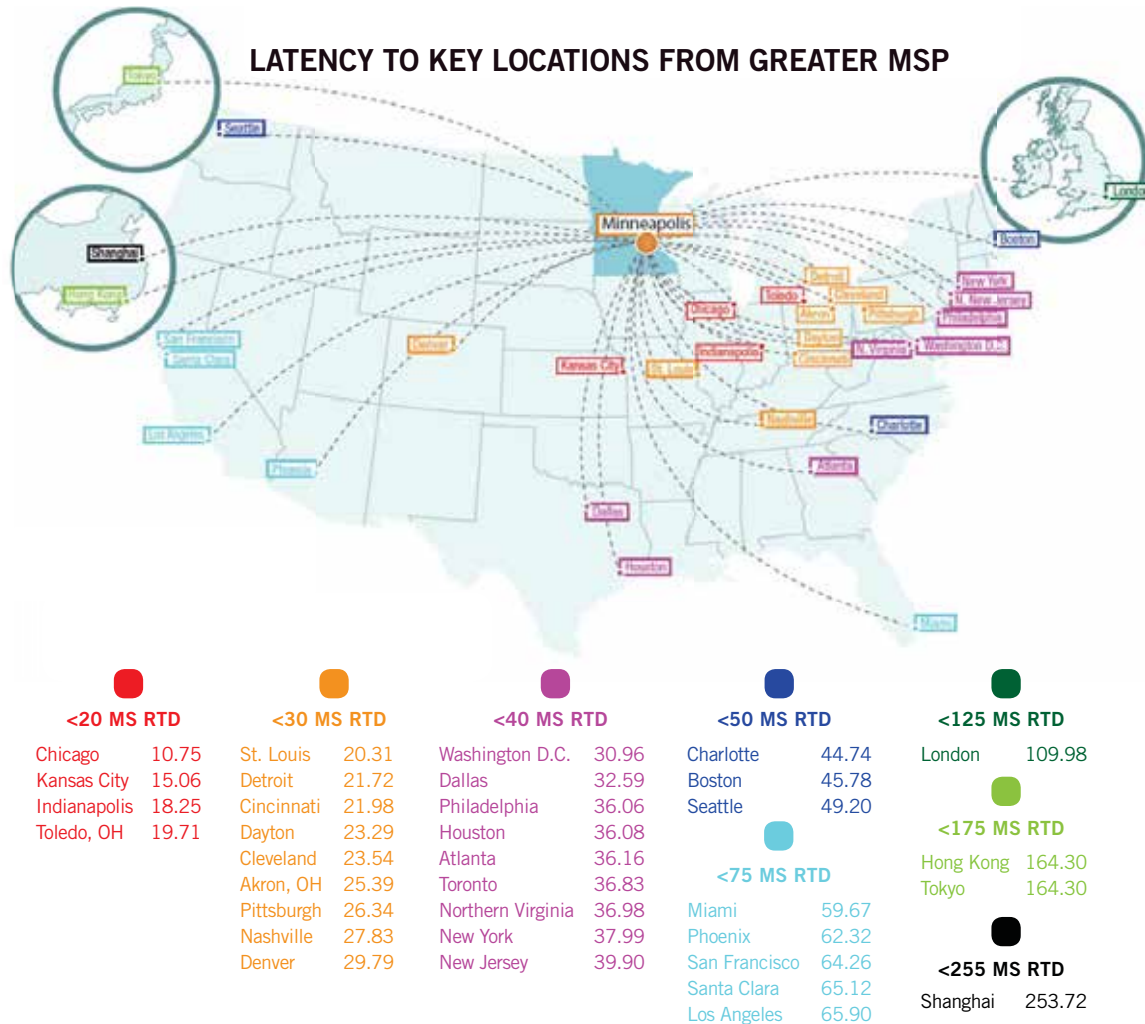 LATENCY TO KEY LOCATIONS FROM GREATER MSP
Tokyo
Seattle
London
Minneapolis
Boston
Shanghai
Hong Kong
Detroit
New York
Toledo
Cleveland
N. New Jersey
Chicago
Akron
Pittsburgh
Philadelphia
San Francisco
Denver
Dayton
Santa Clara
Indianapolis
N. Virginia
Washington D.C.
Kansas City
St. Louis
Cincinnati
Los Angeles
Nashville
Charlotte
Phoenix
Atlanta
Dallas
Houston
Miami
<20 MS RTD
Chicago 10.75
Kansas City 15.06
Indianapolis 18.25
Toledo, OH 19.71
<30 MS RTD
St. Louis 20.31
Detroit 21.72
Cincinnati 21.98
Dayton 23.29
Cleveland 23.54
Akron, OH 25.39
Pittsburgh 26.34
Nashville 27.83
Denver 29.79
<40 MS RTD
Washington D.C. 30.96
Dallas 32.59
Philadelphia 36.06
Houston 36.08
Atlanta 36.16
Toronto 36.83
Northern Virginia 36.98
New York 37.99
New Jersey 39.90
<50 MS RTD
Charlotte 44.74
Boston 45.78
Seattle 49.20
<75 MS RTD
Miami 59.67
Phoenix 62.32
San Francisco 64.26
Santa Clara 65.12
Los Angeles 65.90
<125 MS RTD
London 109.98
<175 MS RTD
Hong Kong 164.30
Tokyo 164.30
<255 MS RTD
Shanghai 253.72